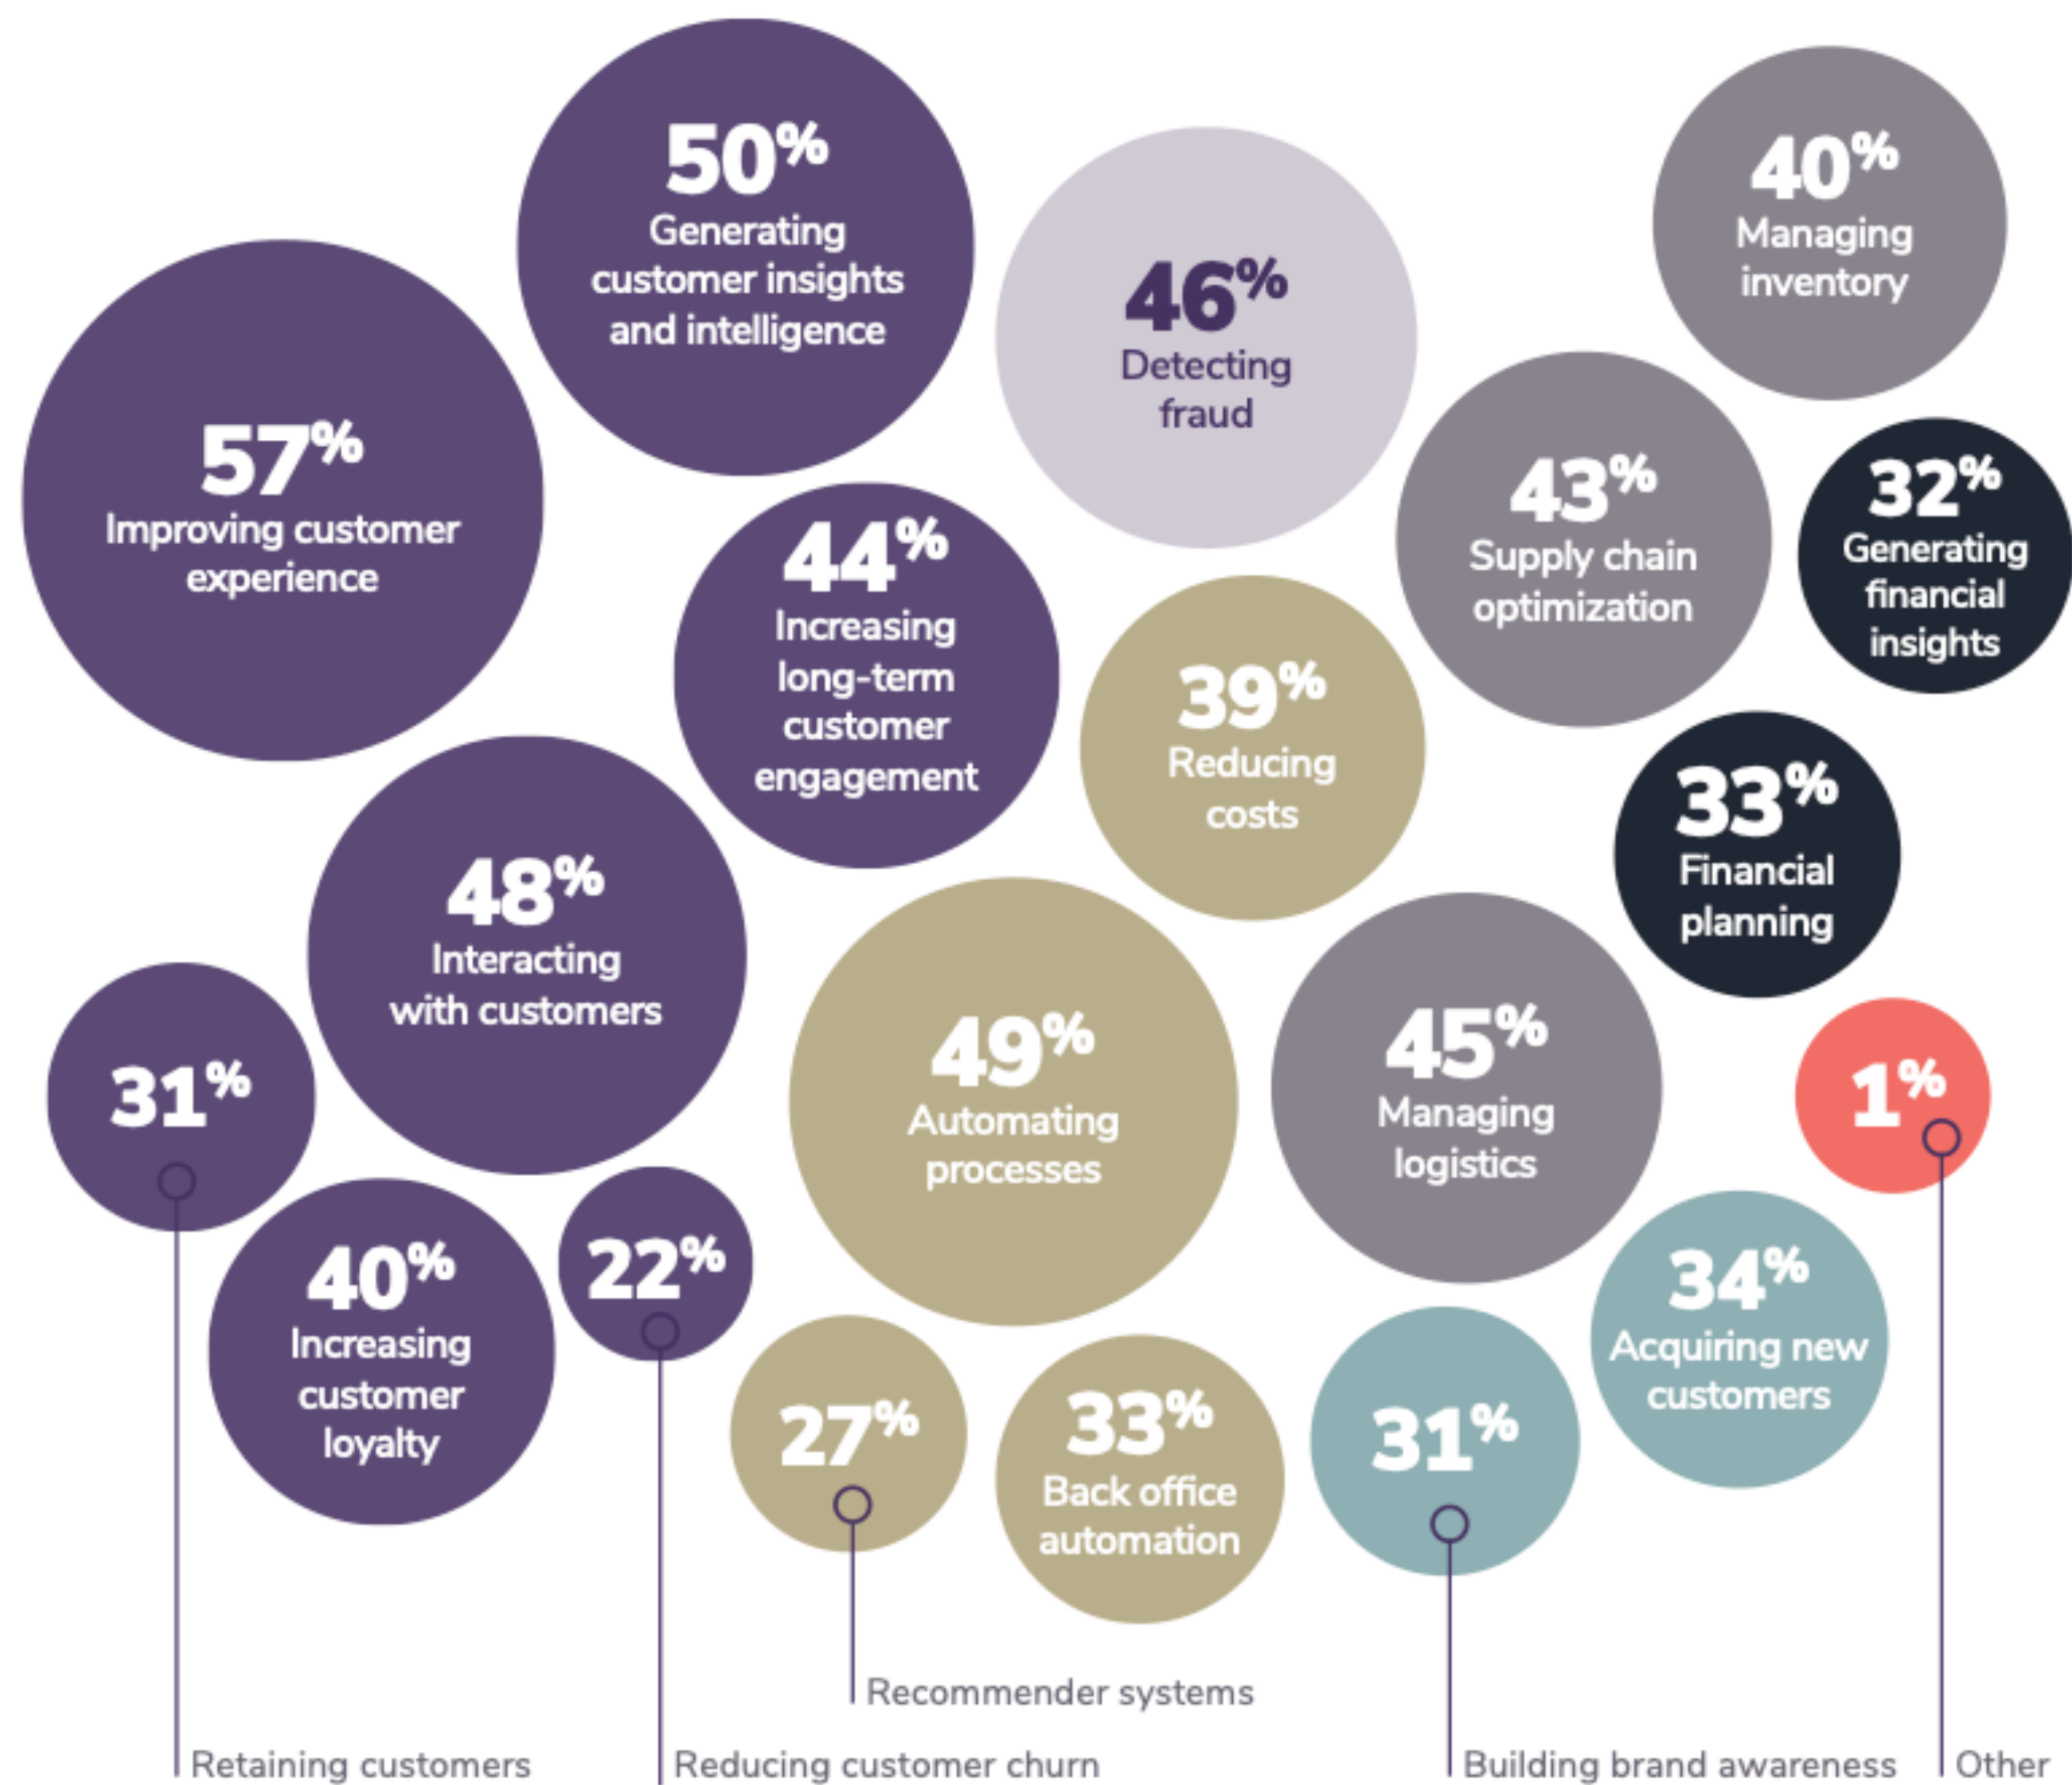 50%
Generating
customer insights
and intelligence
40%
Managing
inventory
46%
Detecting
fraud
57%
Improving customer
experience
44%
Increasing
long-term
customer
engagement
43%
Supply chain
optimization
32%
Generating
financial
insights
39%
Reducing
costs
33%
Financial
planning
48%
Interacting
with customers
49%
Automating
processes
45%
Managing
logistics
31%
Retaining customers
1%
Other
40%
Increasing
customer
loyalty
22%
Reducing customer churn
34%
Acquiring new
customers
27%
Recommender systems
33%
Back office
automation
31%
Building brand awareness